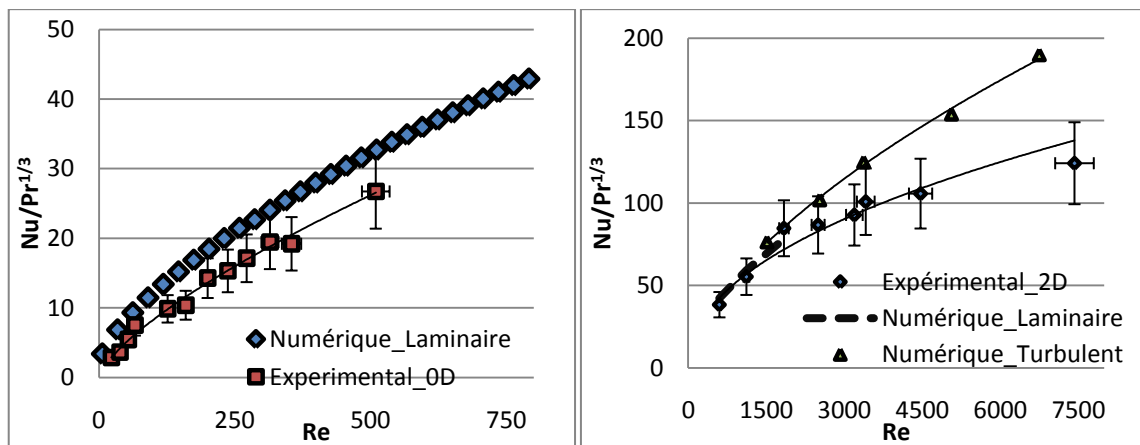 50
40
30
20
10
0
Nu/Pr1/3
0
250
500
750
Re
Numérique_Laminaire
Experimental_0D
200
150
100
50
0
Nu/Pr1/3
0
1500
3000
4500
6000
7500
Re
Expérimental_2D
Numérique_Laminaire
Numérique_Turbulent